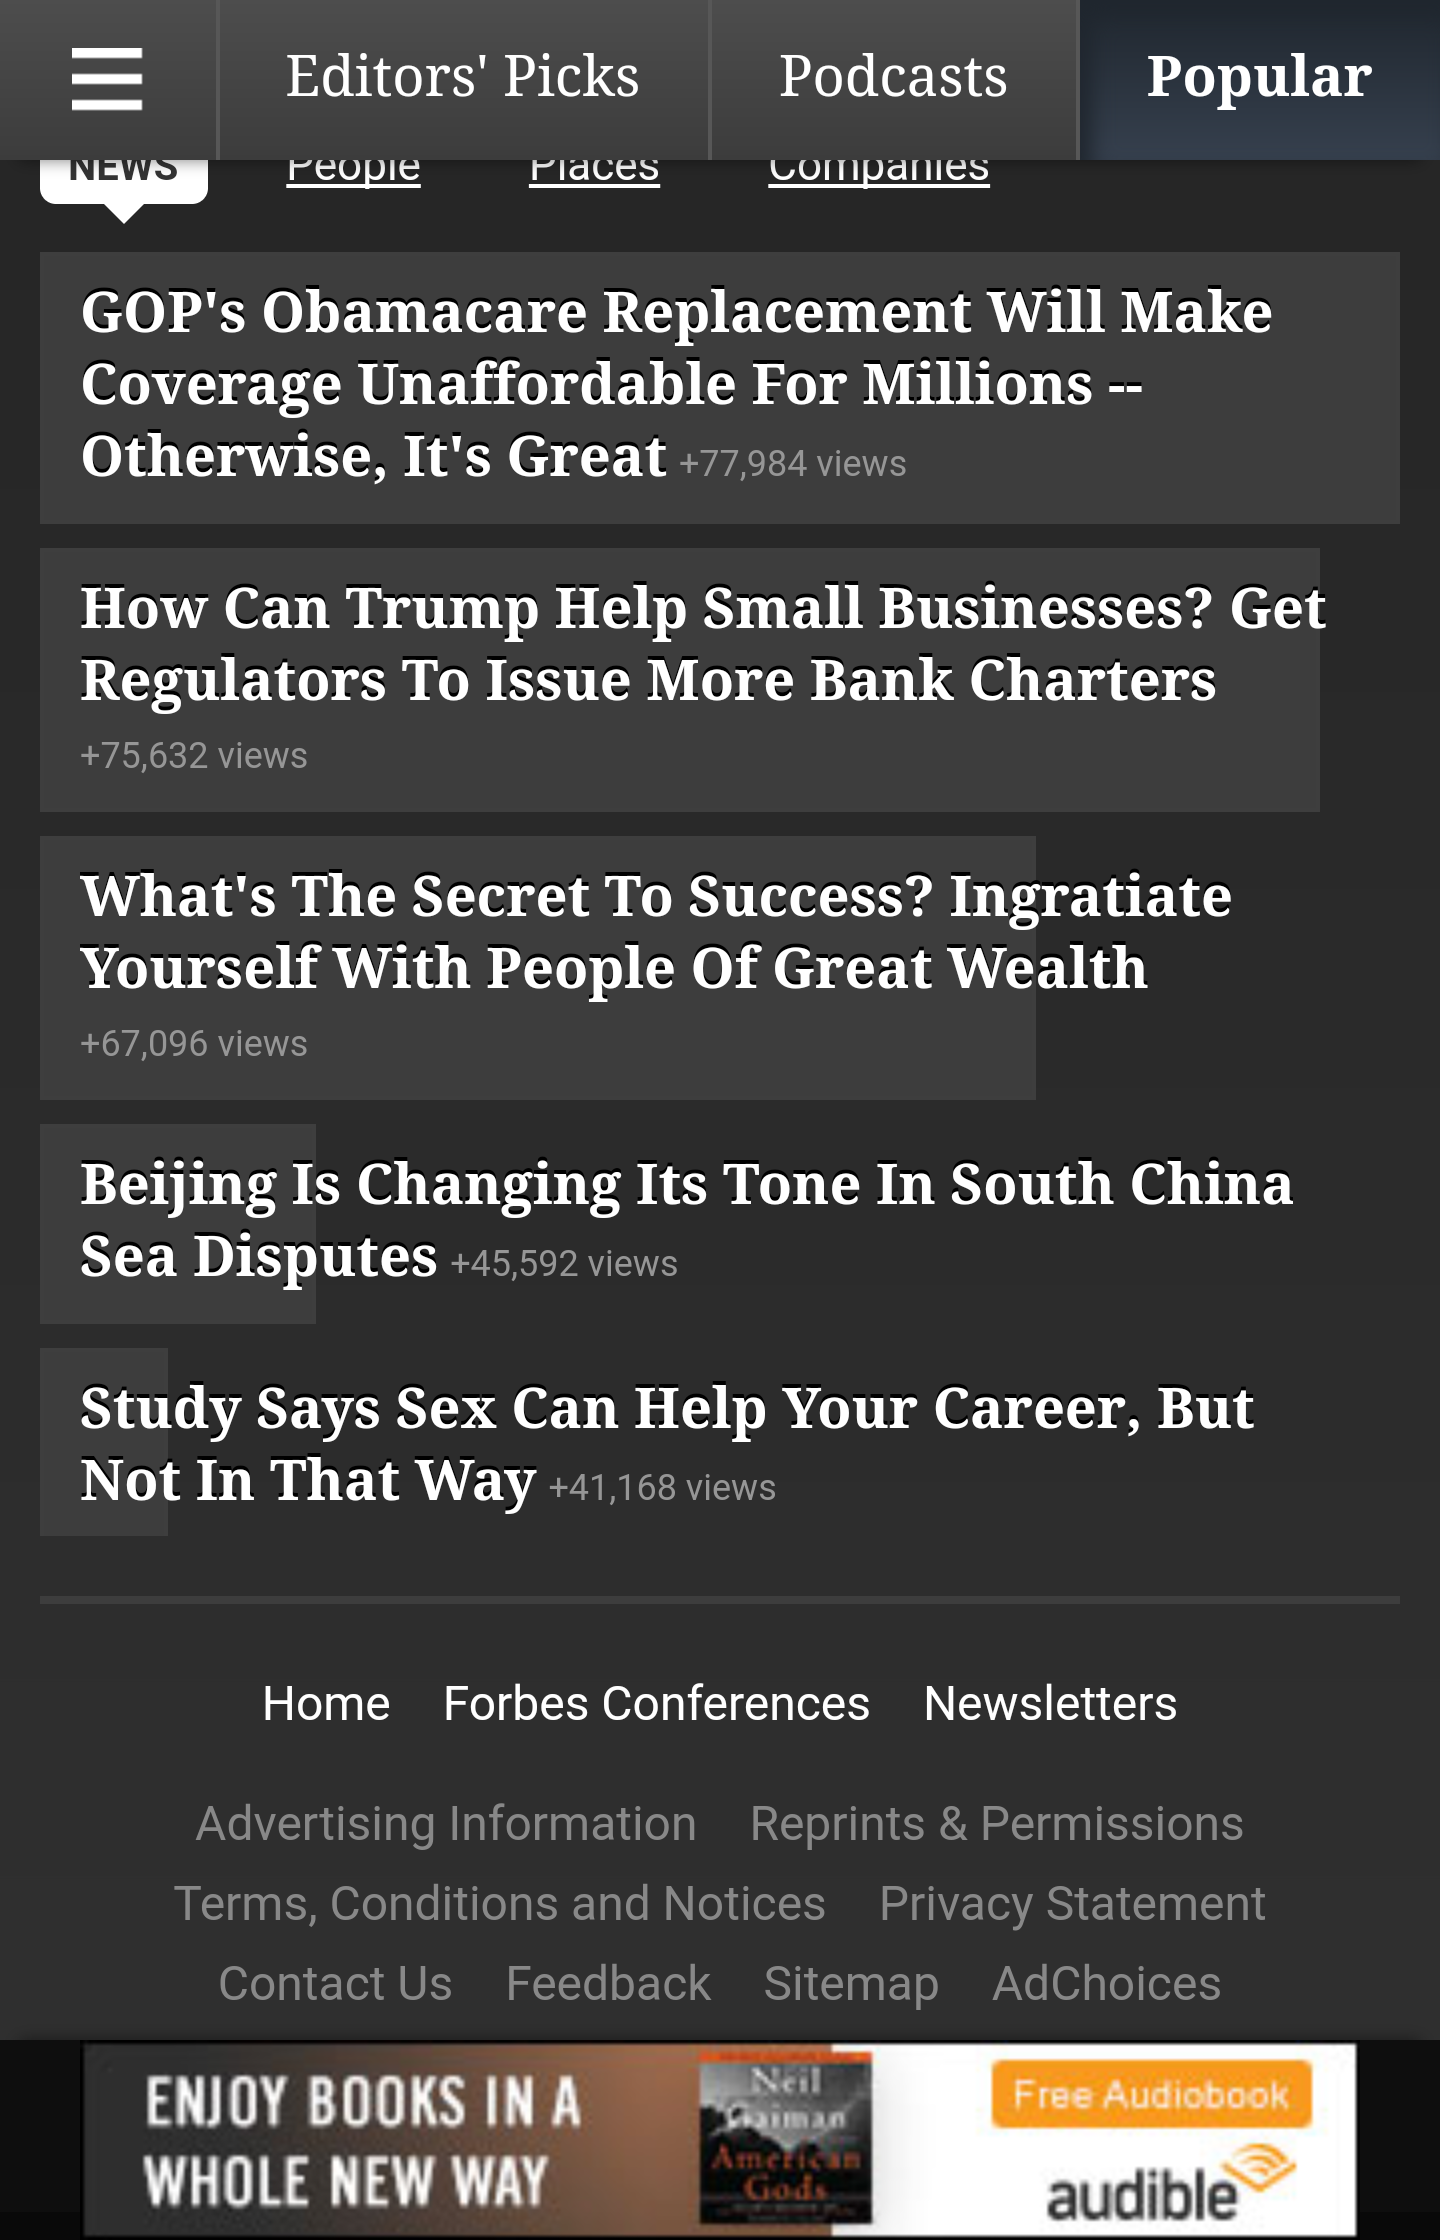 Editors' Picks Podcasts Popular
NEWS People Places Companies
GOP's Obamacare Replacement Will Make
Coverage Unaffordable For Millions --
Otherwise, It's Great +77,984 views
How Can Trump Help Small Businesses? Get
Regulators To Issue More Bank Charters
+75,632 views
What's The Secret To Success? Ingratiate
Yourself With People Of Great Wealth
+67,096 views
Beijing Is Changing Its Tone In South China
Sea Disputes +45,592 views
Study Says Sex Can Help Your Career, But
Not In That Way +41,168 views
Home Forbes Conferences Newsletters
Advertising Information Reprints & Permissions
Terms, Conditions and Notices Privacy Statement
Contact Us Feedback Sitemap AdChoices
ENJOY BOOKS IN A
WHOLE NEW WAY
Neil
Gaiman
American
Gods
Free Audiobook
audible